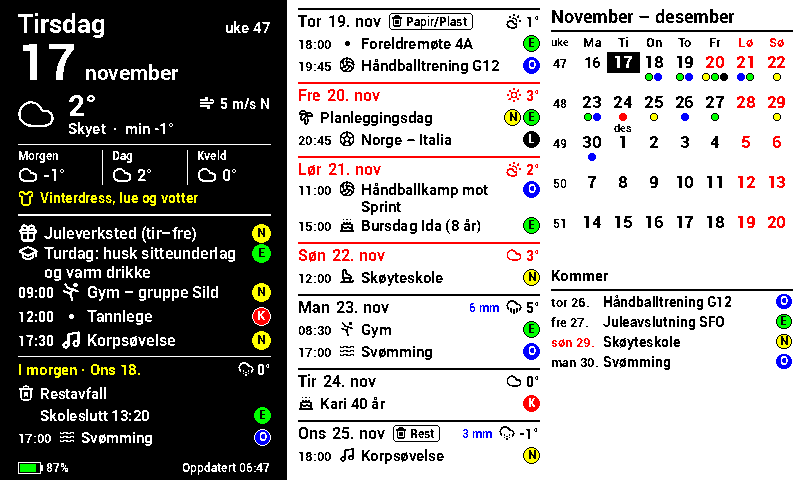 Tirsdag
uke 47
17 november
2°
5 m/s N
Skyet · min -1°
Morgen Dag Kveld
-1° 2° 0°
Vinterdress, lue og votter
Juleverksted (tir–fre) N
Turdag: husk sitteunderlag E
og varm drikke
09:00 Gym – gruppe Sild N
12:00 • Tannlege K
17:30 Korpsøvelse N
I morgen · Ons 18. 0°
Restavfall
Skoleslutt 13:20 E
17:00 Svømming O
87% Oppdatert 06:47
Tor 19. nov Papir/Plast 1°
18:00 • Foreldremøte 4A E
19:45 Håndballtrening G12 O
Fre 20. nov 3°
Planleggingsdag N E
20:45 Norge – Italia L
Lør 21. nov 2°
11:00 Håndballkamp mot O
Sprint
15:00 Bursdag Ida (8 år) E
Søn 22. nov 3°
12:00 Skøyteskole N
Man 23. nov 6 mm 5°
08:30 Gym E
17:00 Svømming O
Tir 24. nov 0°
Kari 40 år K
Ons 25. nov Rest 3 mm -1°
18:00 Korpsøvelse N
November – desember
uke Ma Ti On To Fr Lø Sø
47 16 17 18 19 20 21 22
48 23 24 25 26 27 28 29
des
49 30 1 2 3 4 5 6
50 7 8 9 10 11 12 13
51 14 15 16 17 18 19 20
Kommer
tor 26. Håndballtrening G12 O
fre 27. Juleavslutning SFO E
søn 29. Skøyteskole N
man 30. Svømming O